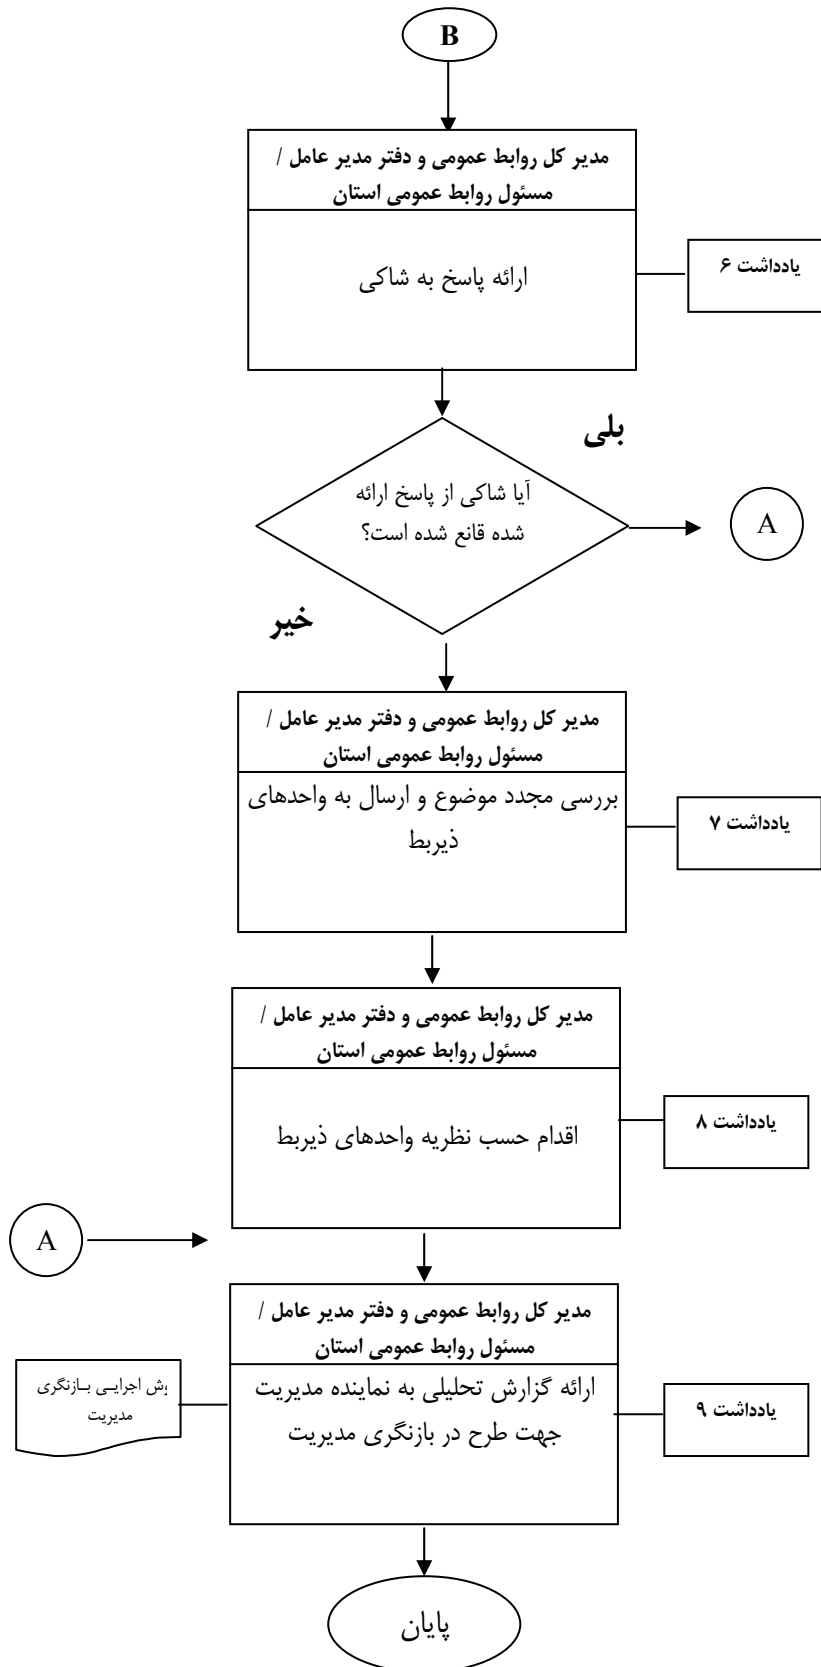 B
مدیر کل روابط عمومی و دفتر مدیر عامل /
مسئول روابط عمومی استان
ارائه پاسخ به شاکی
یادداشت ۶
بلی
آیا شاکی از پاسخ ارائه
شده قانع شده است؟
A
خیر
مدیر کل روابط عمومی و دفتر مدیر عامل /
مسئول روابط عمومی استان
بررسی مجدد موضوع و ارسال به واحدهای
ذیربط
یادداشت ۷
مدیر کل روابط عمومی و دفتر مدیر عامل /
مسئول روابط عمومی استان
اقدام حسب نظریه واحدهای ذیربط
یادداشت ۸
A
مدیر کل روابط عمومی و دفتر مدیر عامل /
مسئول روابط عمومی استان
ارائه گزارش تحلیلی به نماینده مدیریت
جهت طرح در بازنگری مدیریت
یادداشت ۹
اجرایـی بـازنگری
مدیریت
پایان